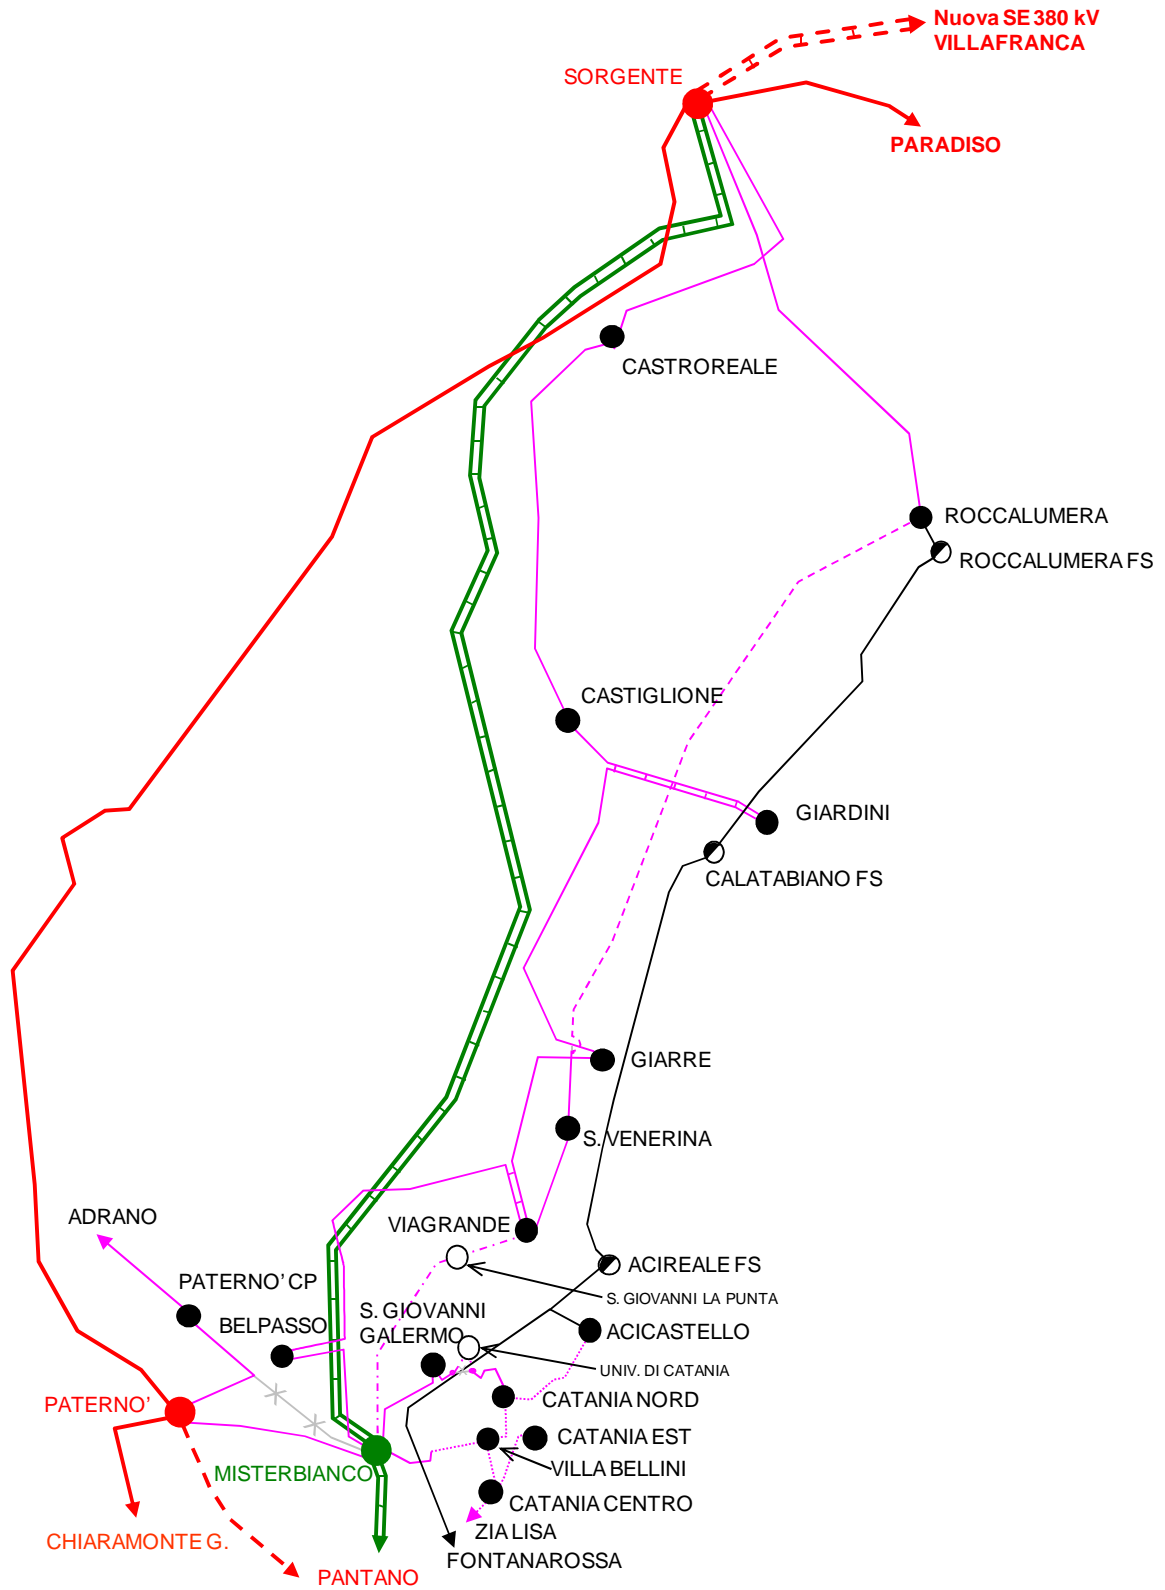 Nuova SE 380 kV
VILLAFRANCA
SORGENTE
PARADISO
CASTROREALE
ROCCALUMERA
ROCCALUMERA FS
CASTIGLIONE
GIARDINI
CALATABIANO FS
GIARRE
S. VENERINA
ADRANO
VIAGRANDE
ACIREALE FS
S. GIOVANNI LA PUNTA
PATERNO' CP
BELPASSO
S. GIOVANNI
GALERMO
ACICASTELLO
UNIV. DI CATANIA
PATERNO'
CATANIA NORD
CATANIA EST
VILLA BELLINI
MISTERBIANCO
CATANIA CENTRO
ZIA LISA
CHIARAMONTE G.
FONTANAROSSA
PANTANO